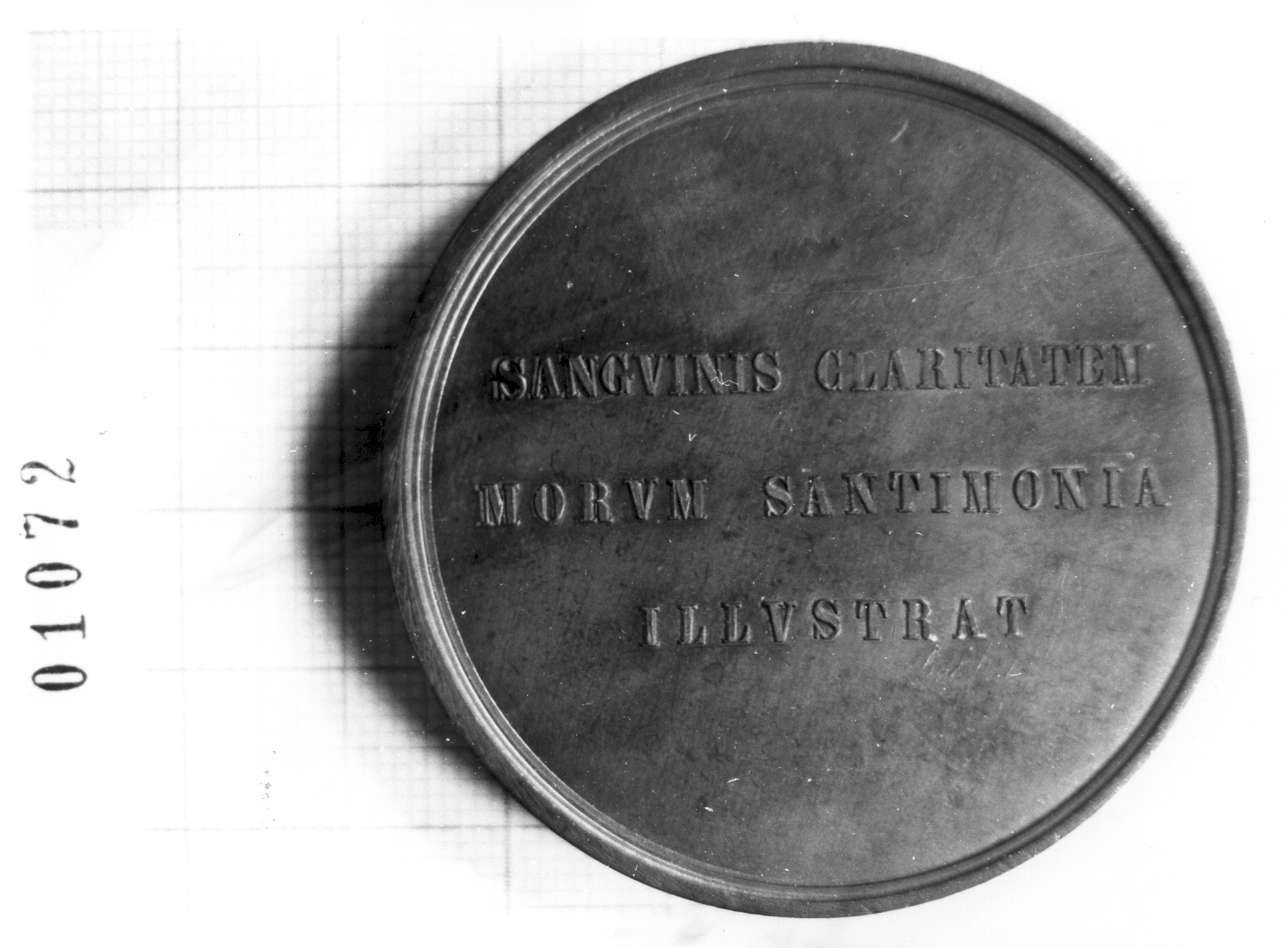 SANGVINIS CLARITATEM
MORVM SANTIMONIA
ILLVSTRAT
01072